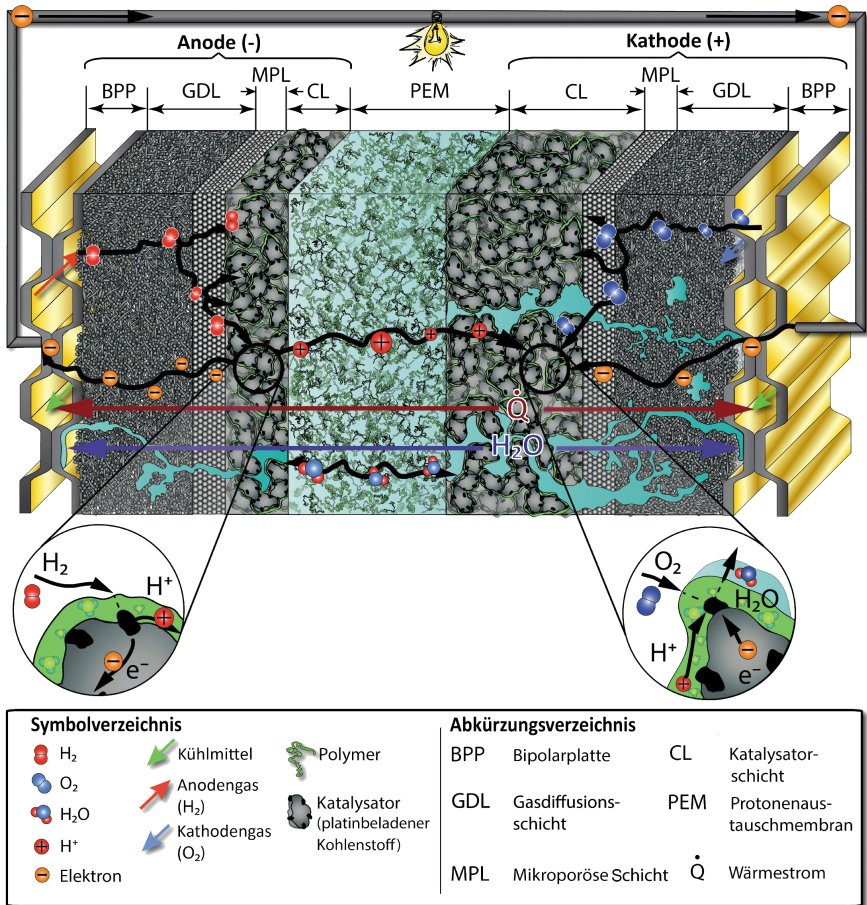 Anode (-)
Kathode (+)
BPP
GDL
MPL
CL
PEM
CL
MPL
GDL
BPP
Q̇
H₂O
H₂
H⁺
e⁻
O₂
H₂O
H⁺
e⁻
Symbolverzeichnis
H₂
O₂
H₂O
H⁺
Elektron
Kühlmittel
Anodengas
(H₂)
Kathodengas
(O₂)
Polymer
Katalysator
(platinbeladener
Kohlenstoff)
Abkürzungsverzeichnis
BPP Bipolarplatte
GDL Gasdiffusions-
schicht
MPL Mikroporöse Schicht
CL Katalysator-
schicht
PEM Protonenaus-
tauschmembran
Q̇ Wärmestrom